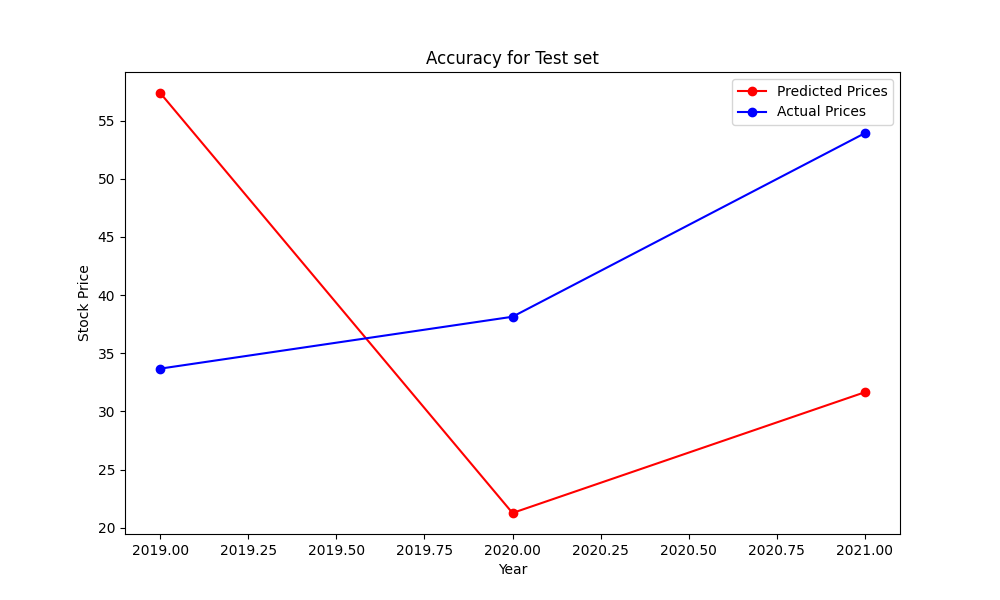 Accuracy for Test set
Predicted Prices
Actual Prices
Stock Price
55
50
45
40
35
30
25
20
2019.00 2019.25 2019.50 2019.75 2020.00 2020.25 2020.50 2020.75 2021.00
Year